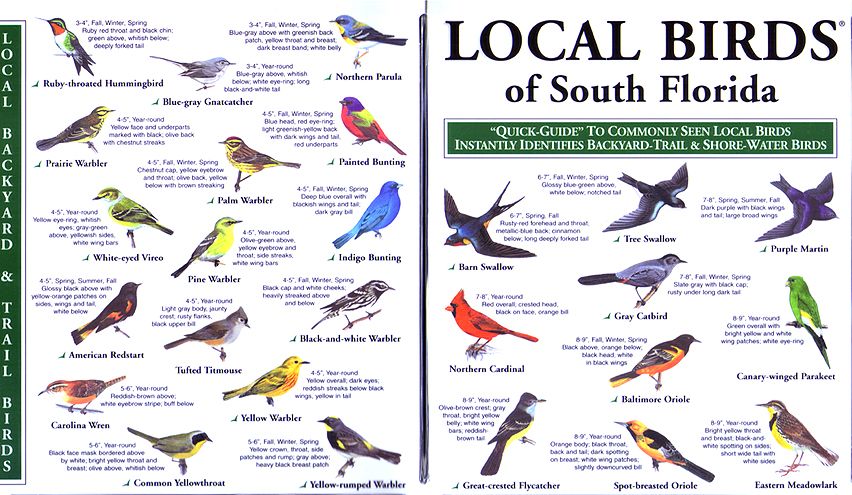 LOCAL BACKYARD & TRAIL BIRDS
3-4", Fall, Winter, Spring
Ruby red throat and black chin;
green above, whitish below;
deeply forked tail
Ruby-throated Hummingbird
3-4", Fall, Winter, Spring
Blue-gray above with greenish back
patch, yellow throat and breast,
dark breast band; white belly
Northern Parula
3-4", Year-round
Blue-gray above, whitish
below; white eye-ring; long
black-and-white tail
Blue-gray Gnatcatcher
4-5", Year-round
Yellow face and underparts
marked with black; olive back
with chestnut streaks
Prairie Warbler
4-5", Fall, Winter, Spring
Blue head, red eye-ring;
light greenish-yellow back
with dark wings and tail,
red underparts
Painted Bunting
4-5", Fall, Winter, Spring
Chestnut cap, yellow eyebrow
and throat; olive back, yellow
below with brown streaking
Palm Warbler
4-5", Fall, Winter, Spring
Deep blue overall with
blackish wings and tail;
dark gray bill
Indigo Bunting
4-5", Year-round
Yellow eye-ring, whitish
eyes; gray-green
above, yellowish sides,
white wing bars
White-eyed Vireo
4-5", Year-round
Olive-green above,
yellow eyebrow and
throat; side streaks,
white wing bars
Pine Warbler
4-5", Spring, Summer, Fall
Glossy black above with
yellow-orange patches on
sides, wings and tail,
white below
American Redstart
4-5", Year-round
Light gray body, jaunty
crest, rusty flanks,
black upper bill
Tufted Titmouse
4-5", Fall, Winter, Spring
Black cap and white cheeks;
heavily streaked above
and below
Black-and-white Warbler
5-6", Year-round
Reddish-brown above;
white eyebrow stripe; buff below
Carolina Wren
4-5", Year-round
Yellow overall; dark eyes;
reddish streaks below black
wings, yellow in tail
Yellow Warbler
5-6", Year-round
Black face mask bordered above
by white; bright yellow throat and
breast; olive above, whitish below
Common Yellowthroat
5-6", Fall, Winter, Spring
Yellow crown, throat, side
patches and rump; gray above;
heavy black breast patch
Yellow-rumped Warbler
LOCAL BIRDS®
of South Florida
"QUICK-GUIDE" TO COMMONLY SEEN LOCAL BIRDS
INSTANTLY IDENTIFIES BACKYARD-TRAIL & SHORE-WATER BIRDS
6-7", Fall, Winter, Spring
Glossy blue green above,
white below; notched tail
Tree Swallow
7-8", Spring, Summer, Fall
Dark purple with black wings
and tail; large broad wings
Purple Martin
6-7", Spring, Fall
Rusty-red forehead and throat,
metallic-blue back; cinnamon
below, long deeply forked tail
Barn Swallow
7-8", Fall, Winter, Spring
Slate gray with black cap,
rusty under long dark tail
Gray Catbird
7-8", Year-round
Red overall, crested head,
black on face, orange bill
Northern Cardinal
8-9", Year-round
Green overall with
bright yellow and white
wing patches; white eye-ring
Canary-winged Parakeet
8-9", Fall, Winter, Spring
Black above, orange below;
black head; white
in black wings
Baltimore Oriole
8-9", Year-round
Olive-brown crest; gray
throat, bright yellow
belly; white wing
bars; reddish-
brown tail
Great-crested Flycatcher
8-9", Year-round
Orange body; black throat,
back and tail; dark spotting
on breast; white wing patches;
slightly downcurved bill
Spot-breasted Oriole
8-9", Year-round
Bright yellow throat
and breast; black-and-
white spotting on sides;
short wide tail with
white sides
Eastern Meadowlark